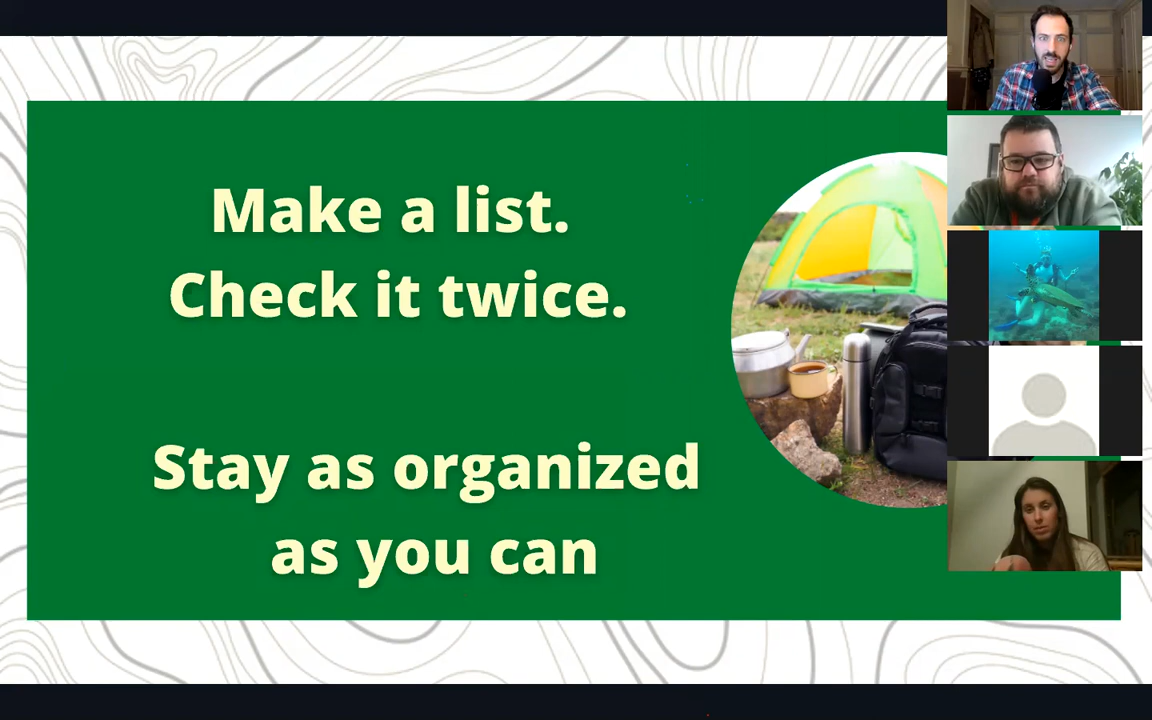 Make a list.
Check it twice.
Stay as organized
as you can